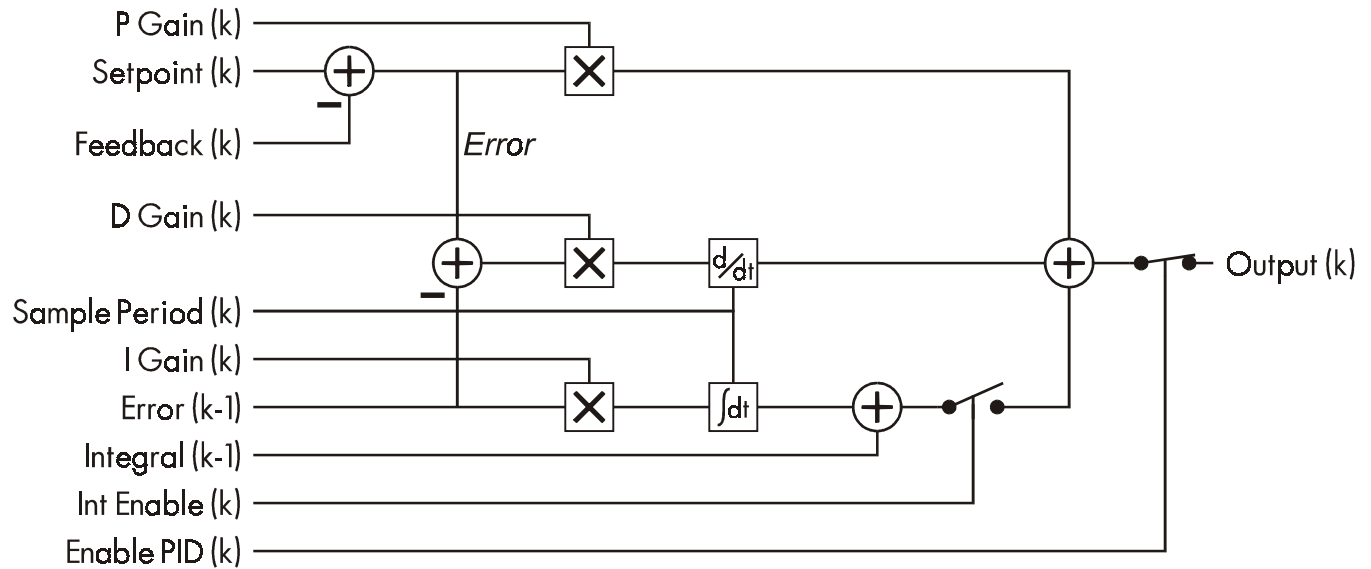 P Gain (k)
Setpoint (k)
Feedback (k)
Error
D Gain (k)
d/dt
Output (k)
Sample Period (k)
I Gain (k)
Error (k-1)
∫dt
Integral (k-1)
Int Enable (k)
Enable PID (k)